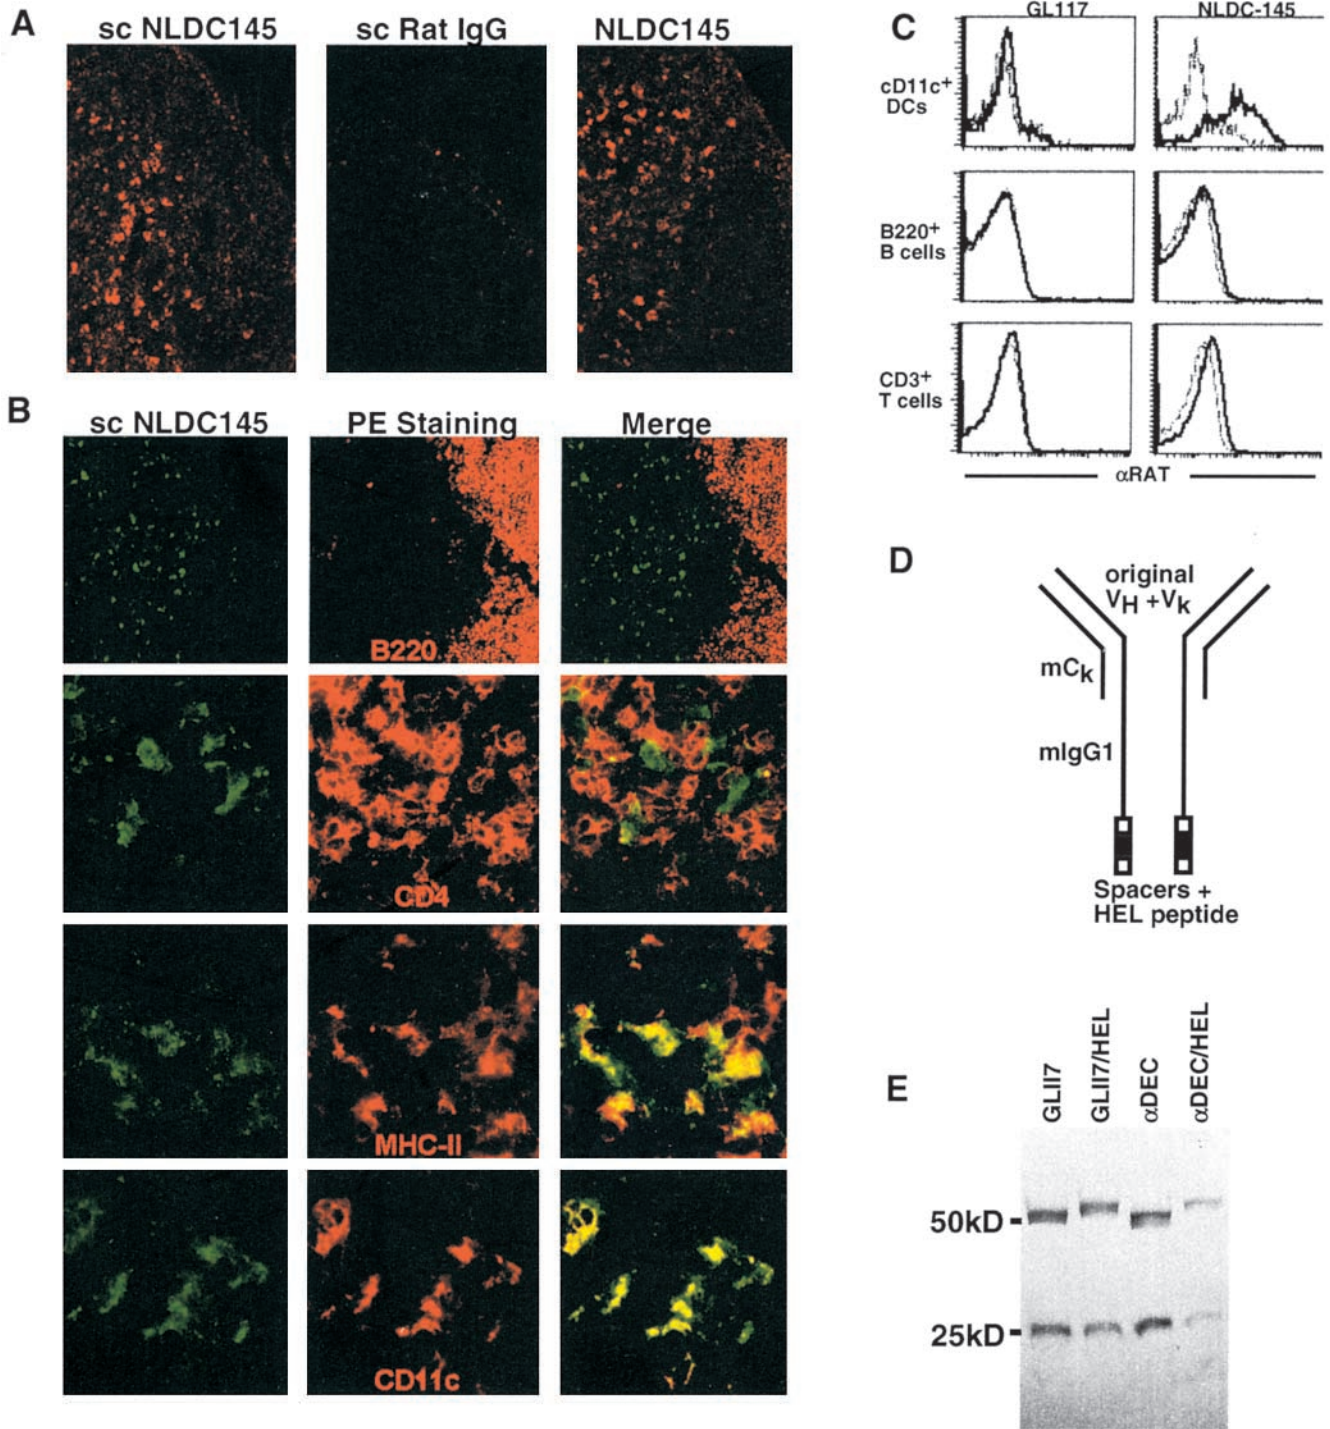 A
sc NLDC145
sc Rat IgG
NLDC145
B
sc NLDC145
PE Staining
Merge
B220
CD4
MHC-II
CD11c
C
GL117
NLDC-145
cD11c+
DCs
B220+
B cells
CD3+
T cells
αRAT
D
original
VH +Vk
mCk
mIgG1
Spacers +
HEL peptide
E
GLII7
GLII7/HEL
αDEC
αDEC/HEL
50kD
25kD